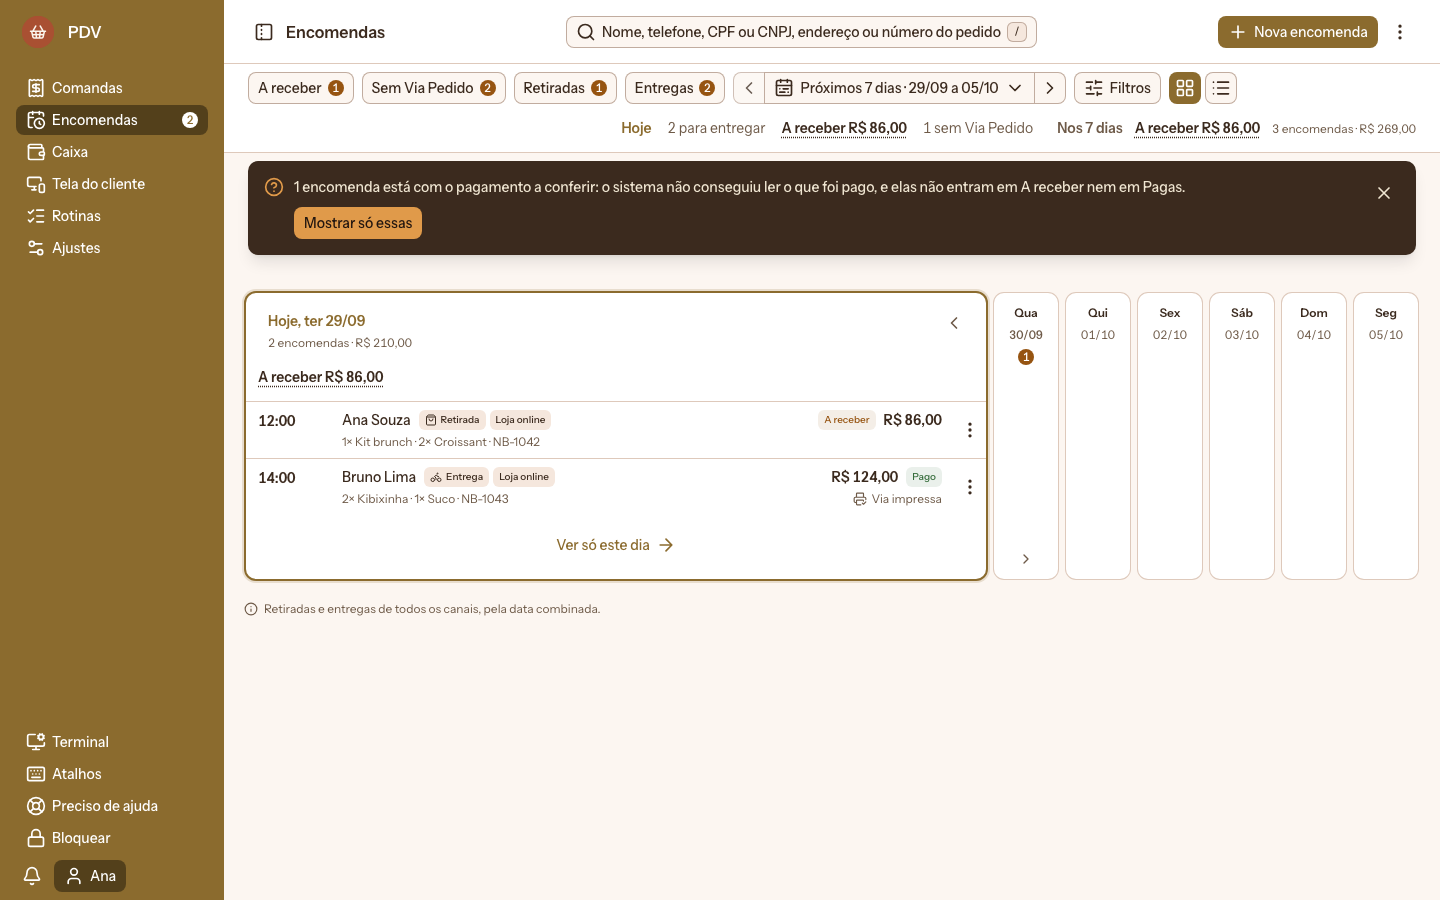 PDV
Comandas
Encomendas 2
Caixa
Tela do cliente
Rotinas
Ajustes
Terminal
Atalhos
Preciso de ajuda
Bloquear
Ana
Encomendas
Nome, telefone, CPF ou CNPJ, endereço ou número do pedido /
Nova encomenda
A receber 1
Sem Via Pedido 2
Retiradas 1
Entregas 2
Próximos 7 dias · 29/09 a 05/10
Filtros
Hoje 2 para entregar A receber R$ 86,00 1 sem Via Pedido Nos 7 dias A receber R$ 86,00 3 encomendas · R$ 269,00
1 encomenda está com o pagamento a conferir: o sistema não conseguiu ler o que foi pago, e elas não entram em A receber nem em Pagas.
Mostrar só essas
Hoje, ter 29/09
2 encomendas · R$ 210,00
A receber R$ 86,00
12:00 Ana Souza Retirada Loja online A receber R$ 86,00
1× Kit brunch · 2× Croissant · NB-1042
14:00 Bruno Lima Entrega Loja online R$ 124,00 Pago
2× Kibixinha · 1× Suco · NB-1043 Via impressa
Ver só este dia
Qua
30/09
1
Qui
01/10
Sex
02/10
Sáb
03/10
Dom
04/10
Seg
05/10
Retiradas e entregas de todos os canais, pela data combinada.